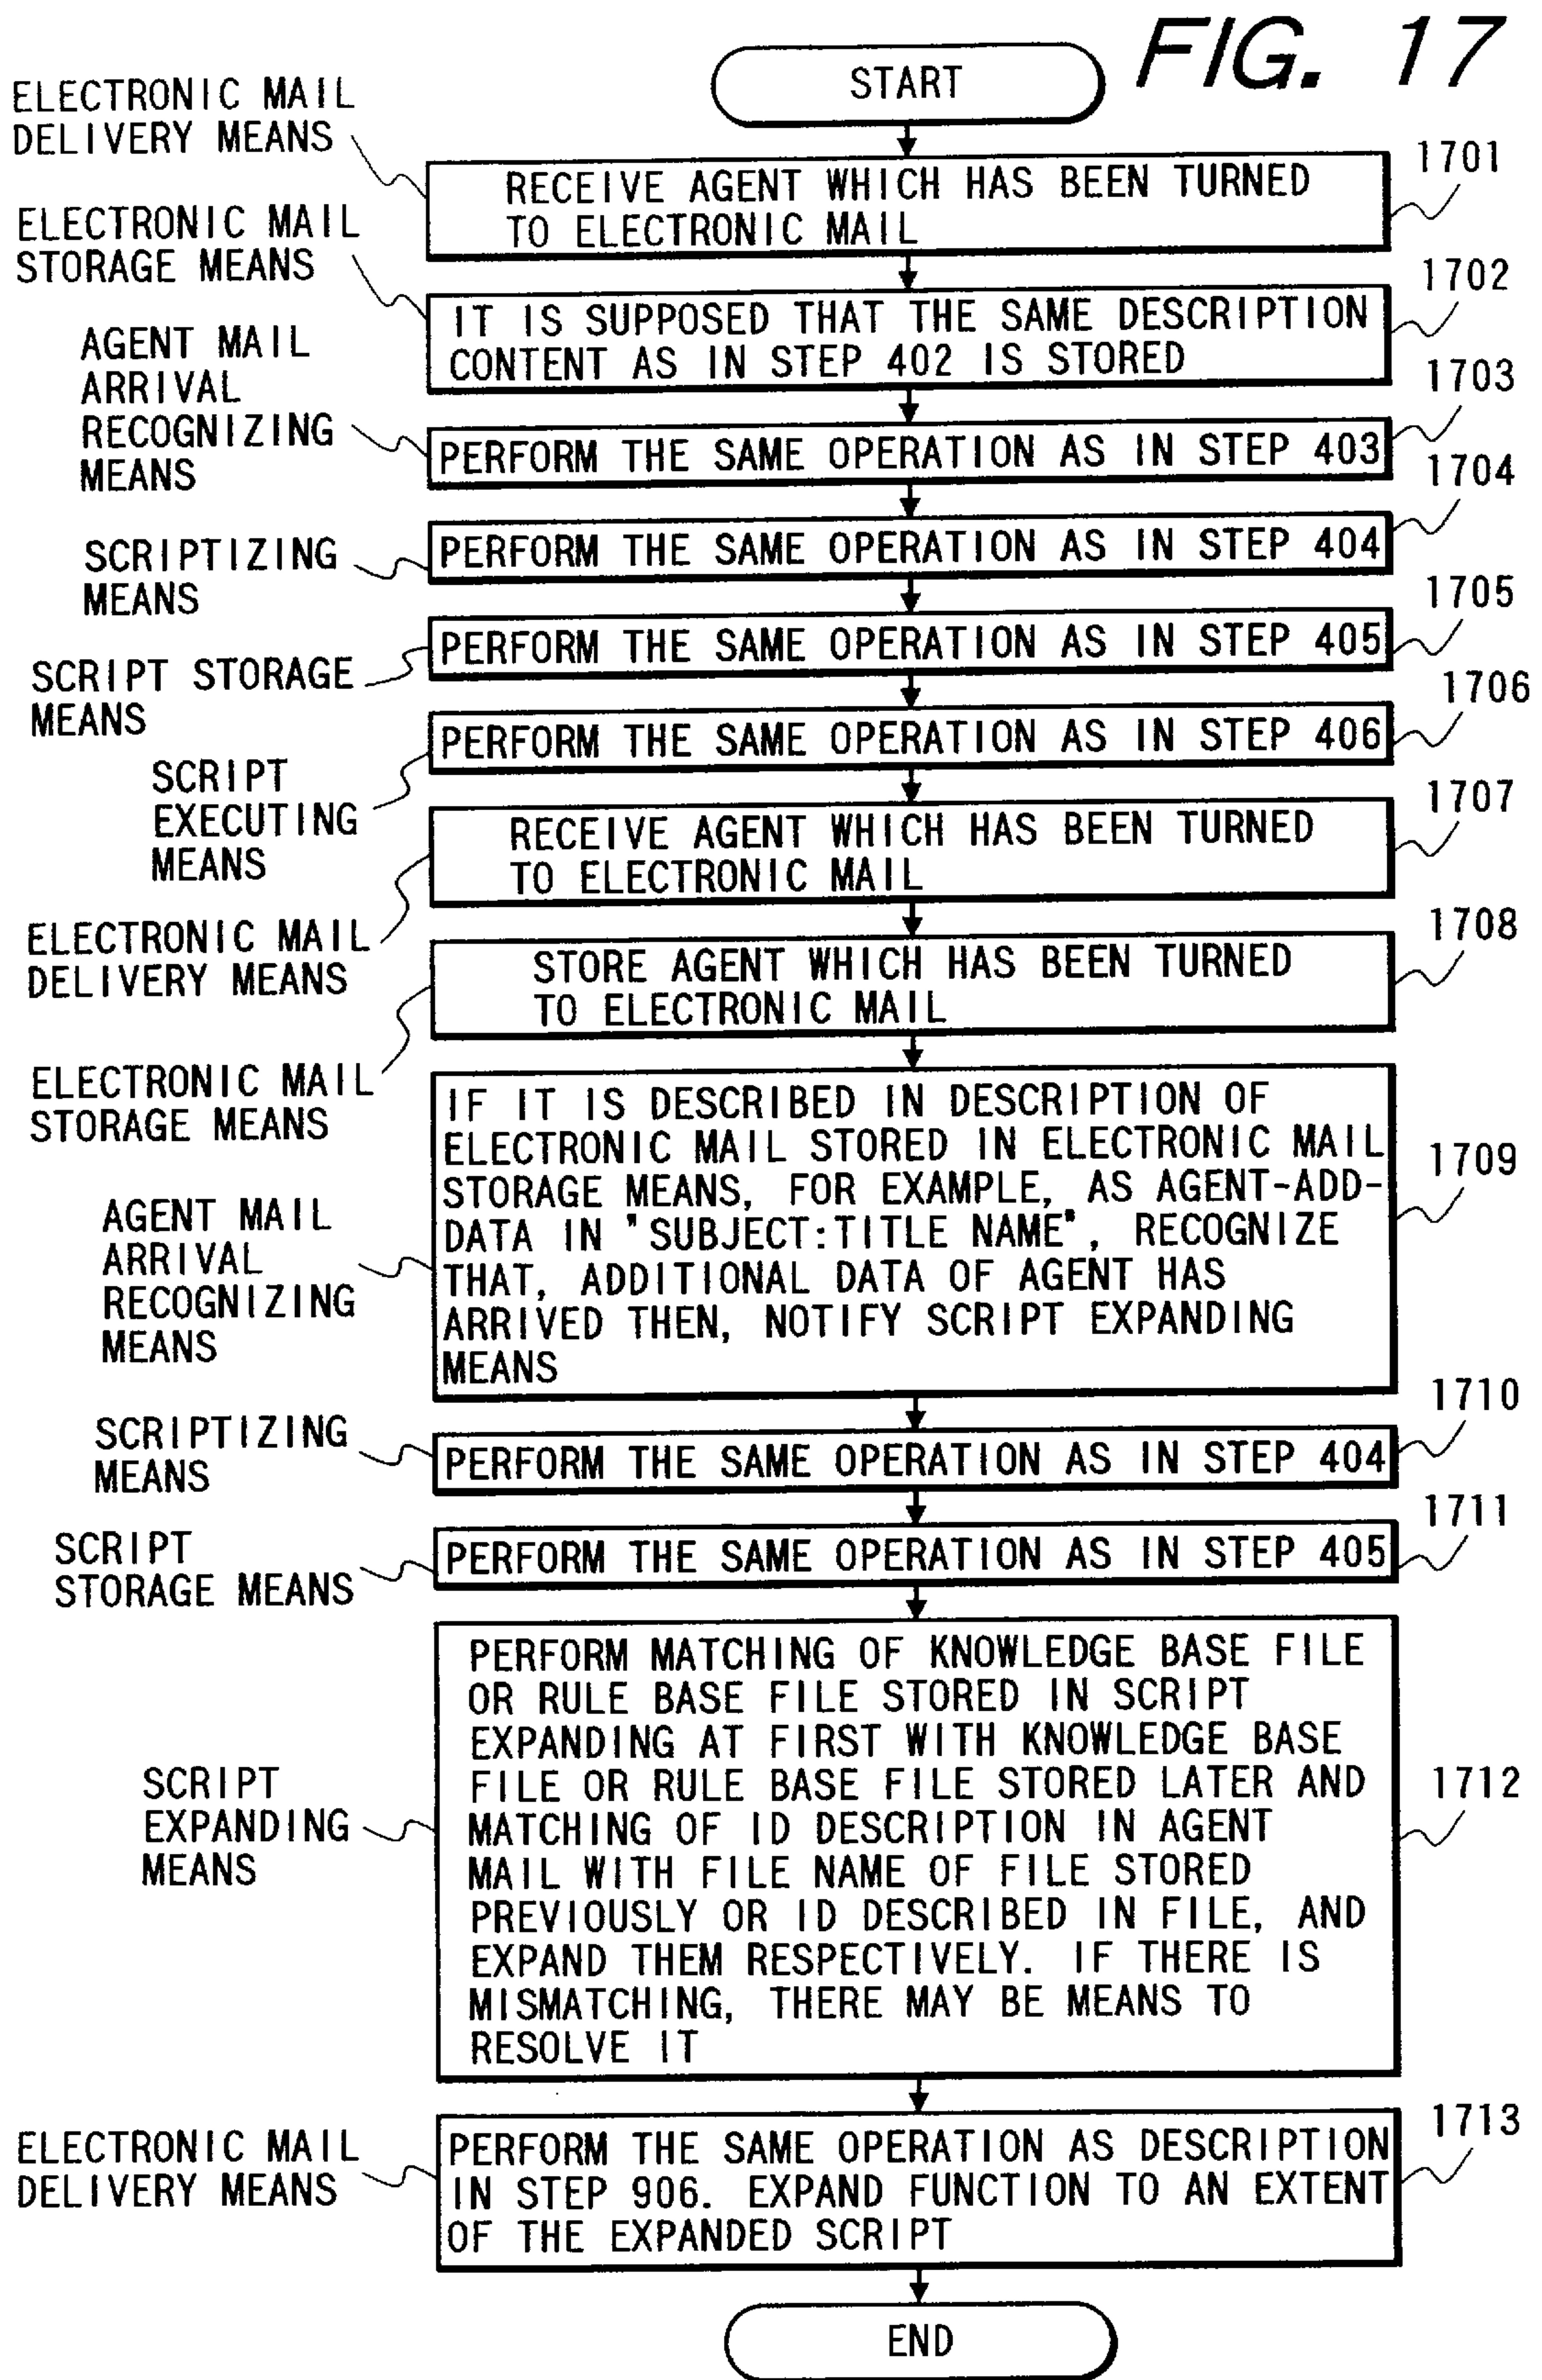 FIG. 17
START
ELECTRONIC MAIL
DELIVERY MEANS
RECEIVE AGENT WHICH HAS BEEN TURNED
TO ELECTRONIC MAIL
1701
ELECTRONIC MAIL
STORAGE MEANS
IT IS SUPPOSED THAT THE SAME DESCRIPTION
CONTENT AS IN STEP 402 IS STORED
1702
AGENT MAIL
ARRIVAL
RECOGNIZING
MEANS
PERFORM THE SAME OPERATION AS IN STEP 403
1703
SCRIPTIZING
MEANS
PERFORM THE SAME OPERATION AS IN STEP 404
1704
SCRIPT STORAGE
MEANS
PERFORM THE SAME OPERATION AS IN STEP 405
1705
SCRIPT
EXECUTING
MEANS
PERFORM THE SAME OPERATION AS IN STEP 406
1706
ELECTRONIC MAIL
DELIVERY MEANS
RECEIVE AGENT WHICH HAS BEEN TURNED
TO ELECTRONIC MAIL
1707
ELECTRONIC MAIL
STORAGE MEANS
STORE AGENT WHICH HAS BEEN TURNED
TO ELECTRONIC MAIL
1708
AGENT MAIL
ARRIVAL
RECOGNIZING
MEANS
IF IT IS DESCRIBED IN DESCRIPTION OF
ELECTRONIC MAIL STORED IN ELECTRONIC MAIL
STORAGE MEANS, FOR EXAMPLE, AS AGENT-ADD-
DATA IN "SUBJECT:TITLE NAME", RECOGNIZE
THAT, ADDITIONAL DATA OF AGENT HAS
ARRIVED THEN, NOTIFY SCRIPT EXPANDING
MEANS
1709
SCRIPTIZING
MEANS
PERFORM THE SAME OPERATION AS IN STEP 404
1710
SCRIPT
STORAGE MEANS
PERFORM THE SAME OPERATION AS IN STEP 405
1711
SCRIPT
EXPANDING
MEANS
PERFORM MATCHING OF KNOWLEDGE BASE FILE
OR RULE BASE FILE STORED IN SCRIPT
EXPANDING AT FIRST WITH KNOWLEDGE BASE
FILE OR RULE BASE FILE STORED LATER AND
MATCHING OF ID DESCRIPTION IN AGENT
MAIL WITH FILE NAME OF FILE STORED
PREVIOUSLY OR ID DESCRIBED IN FILE, AND
EXPAND THEM RESPECTIVELY. IF THERE IS
MISMATCHING, THERE MAY BE MEANS TO
RESOLVE IT
1712
ELECTRONIC MAIL
DELIVERY MEANS
PERFORM THE SAME OPERATION AS DESCRIPTION
IN STEP 906. EXPAND FUNCTION TO AN EXTENT
OF THE EXPANDED SCRIPT
1713
END